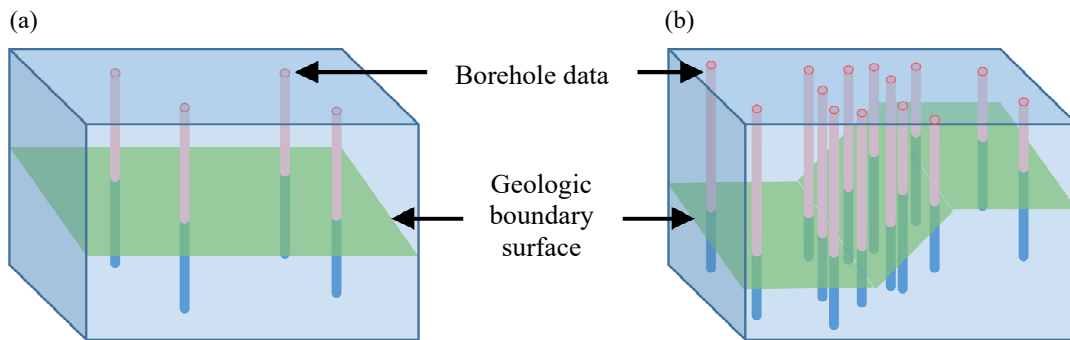 (a)
(b)
Borehole data
Geologic
boundary
surface